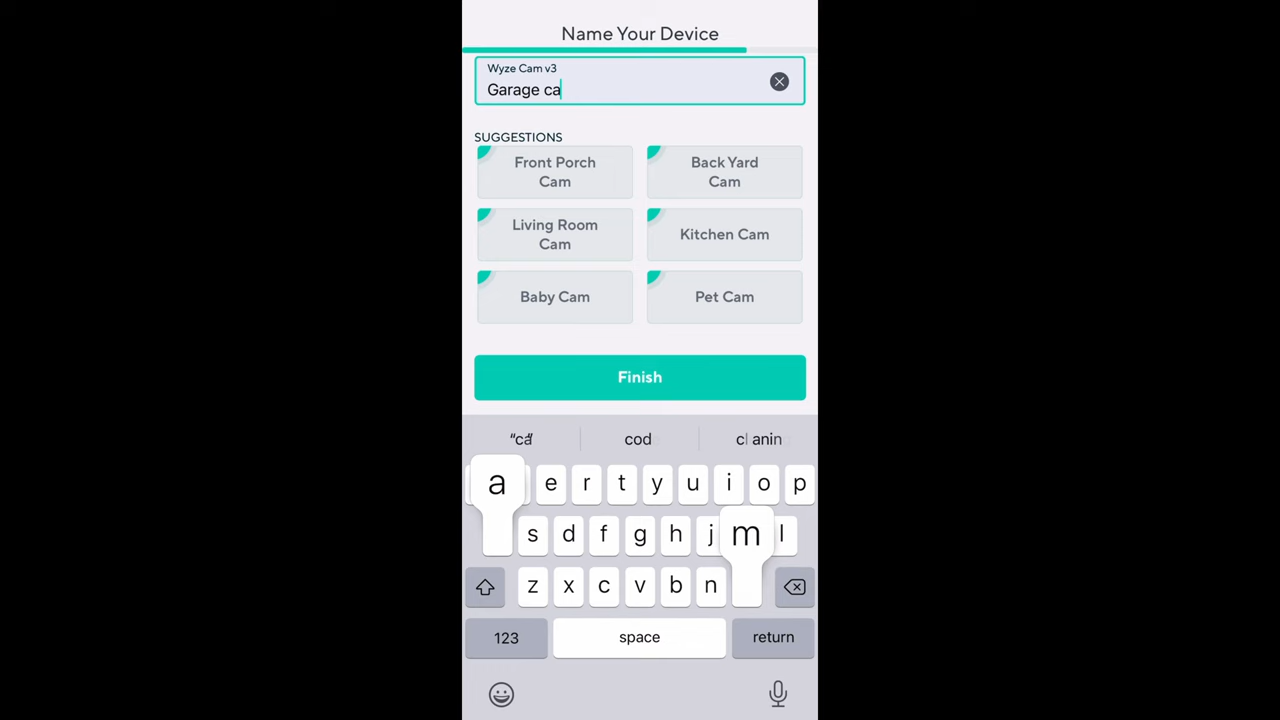 Name Your Device
Wyze Cam v3
Garage ca
SUGGESTIONS
Front Porch
Cam
Back Yard
Cam
Living Room
Cam
Kitchen Cam
Baby Cam
Pet Cam
Finish
"ca" cod
a e r t y u i o p
s d f g h j m l
z x c v b n
123 space return